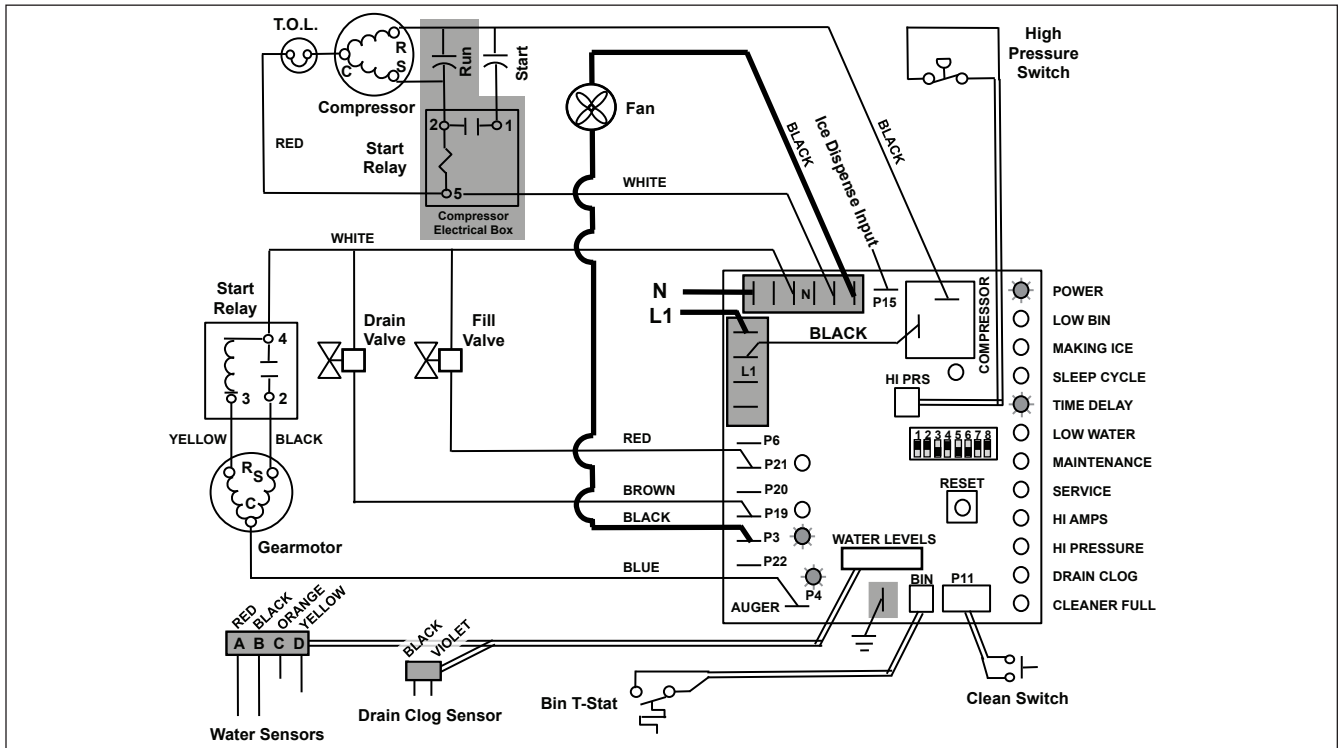 T.O.L.
R
S
C
Compressor
Run
Start
2
1
5
Start
Relay
Compressor
Electrical Box
RED
Fan
BLACK
Ice Dispense Input
BLACK
High
Pressure
Switch
WHITE
WHITE
Start
Relay
4
3
2
YELLOW
BLACK
R
S
C
Gearmotor
Drain
Valve
Fill
Valve
N
L1
N
P15
L1
BLACK
COMPRESSOR
HI PRS
1 2 3 4 5 6 7 8
RESET
RED
BROWN
BLACK
BLUE
P6
P21
P20
P19
P3
P22
P4
AUGER
WATER LEVELS
BIN
P11
POWER
LOW BIN
MAKING ICE
SLEEP CYCLE
TIME DELAY
LOW WATER
MAINTENANCE
SERVICE
HI AMPS
HI PRESSURE
DRAIN CLOG
CLEANER FULL
RED
BLACK
ORANGE
YELLOW
A B C D
Water Sensors
BLACK
VIOLET
Drain Clog Sensor
Bin T-Stat
Clean Switch